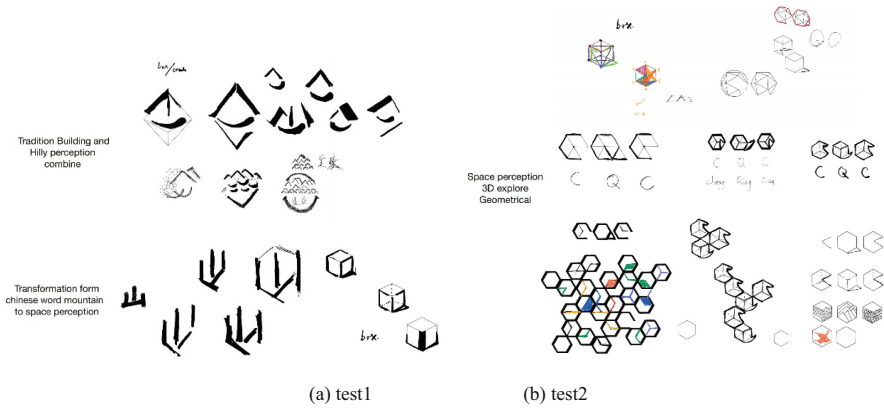 box/creata
box
Tradition Building and
Hilly perception
combine
Space perception
3D explore
Geometrical
C Q C
C Q C
C Q C
Transformation form
chinese word mountain
to space perception
山
box
(a) test1
(b) test2